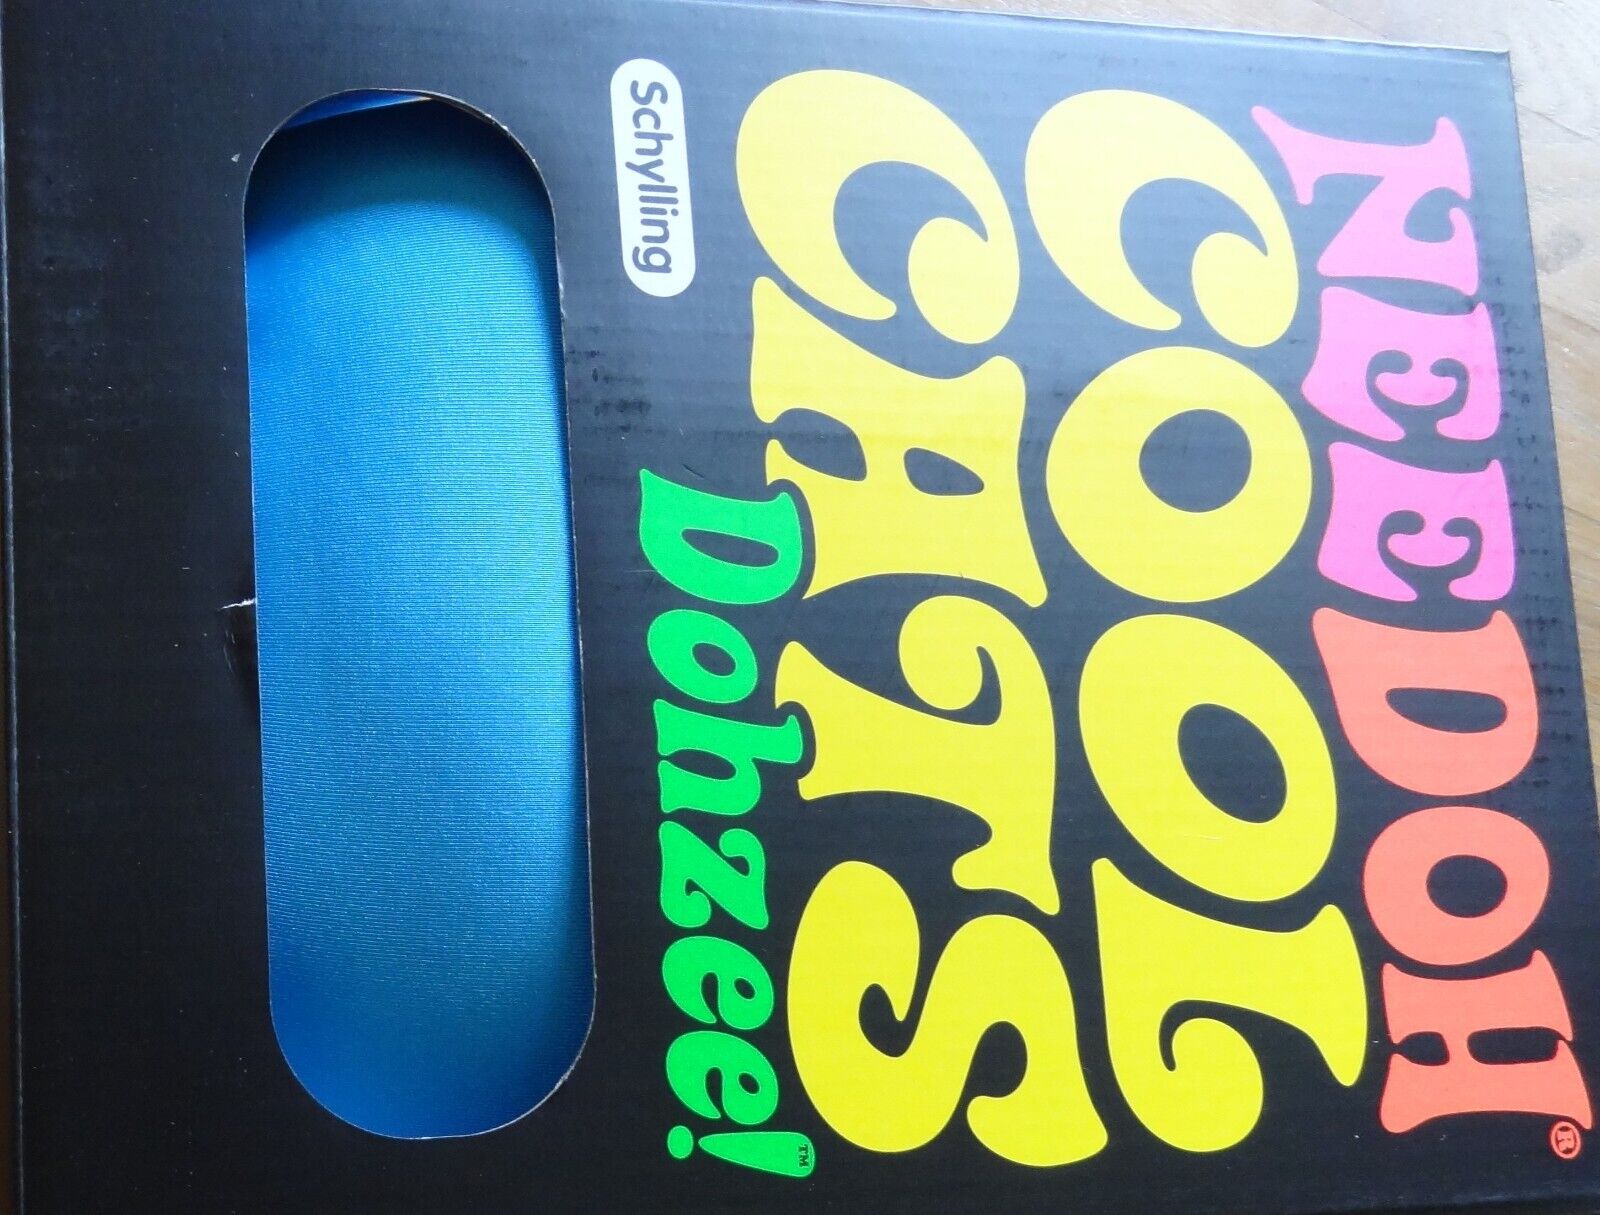 NEEDOH®
COOL
CATS
Dohzee!™
Schylling